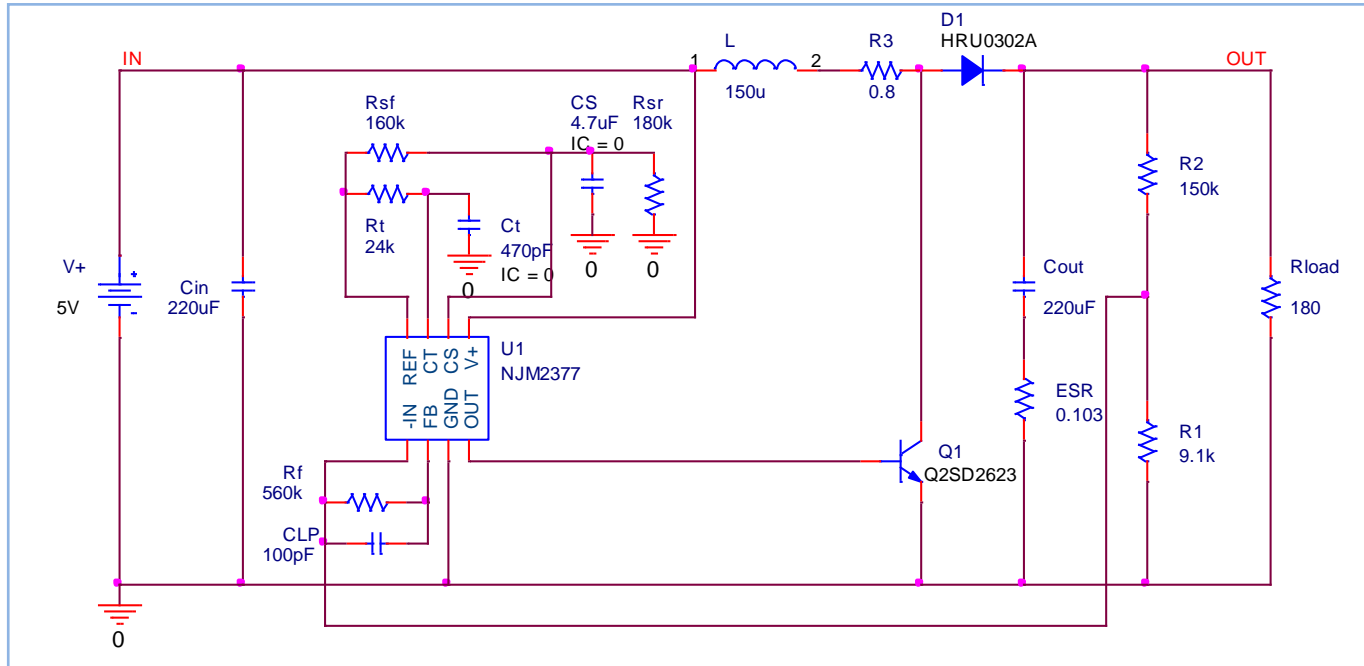 D1
HRU0302A
IN
L
R3
OUT
1
2
150u
0.8
Rsf
160k
CS
4.7uF
IC = 0
Rsr
180k
R2
150k
Rt
24k
Ct
470pF
IC = 0
0
0
0
V+
5V
Cin
220uF
Cout
220uF
Rload
180
REF
CT
CS
V+
U1
NJM2377
-IN
FB
GND
OUT
ESR
0.103
R1
9.1k
Q1
Q2SD2623
Rf
560k
CLP
100pF
0